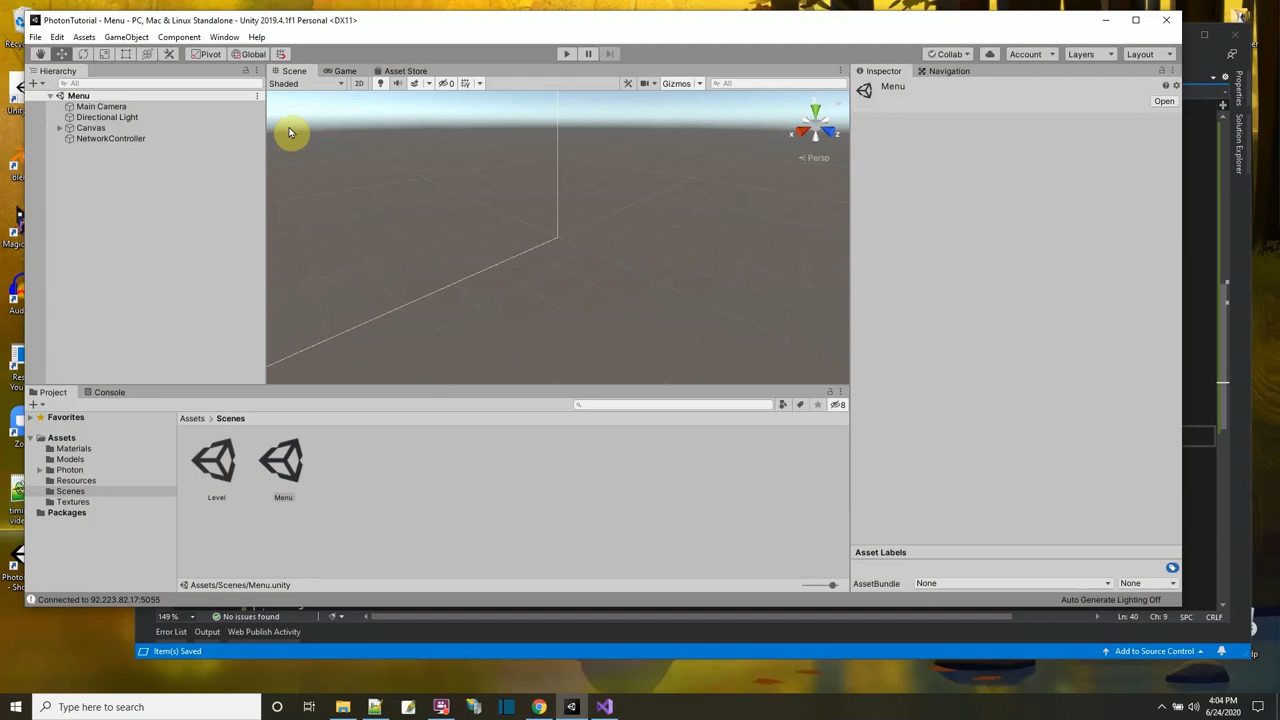 PhotonTutorial - Menu - PC, Mac & Linux Standalone - Unity 2019.4.1f1 Personal <DX11>
File Edit Assets GameObject Component Window Help
Pivot Global Collab Account Layers Layout
Hierarchy Scene Game Asset Store Inspector Navigation
All Shaded 2D 0 Gizmos All Menu
Open
Menu
Main Camera
Directional Light
Canvas
NetworkController
x z
Persp
Properties
Solution Explorer
Project Console
8
Favorites
Assets > Scenes
Assets
Materials
Models
Photon
Resources
Scenes
Textures
Packages
Level Menu
Asset Labels
Assets/Scenes/Menu.unity
AssetBundle None None
Connected to 92.223.82.17:5055 Auto Generate Lighting Off
149 % No issues found Ln: 40 Ch: 9 SPC CRLF
Error List Output Web Publish Activity
Item(s) Saved Add to Source Control
Type here to search
4:04 PM
6/24/2020